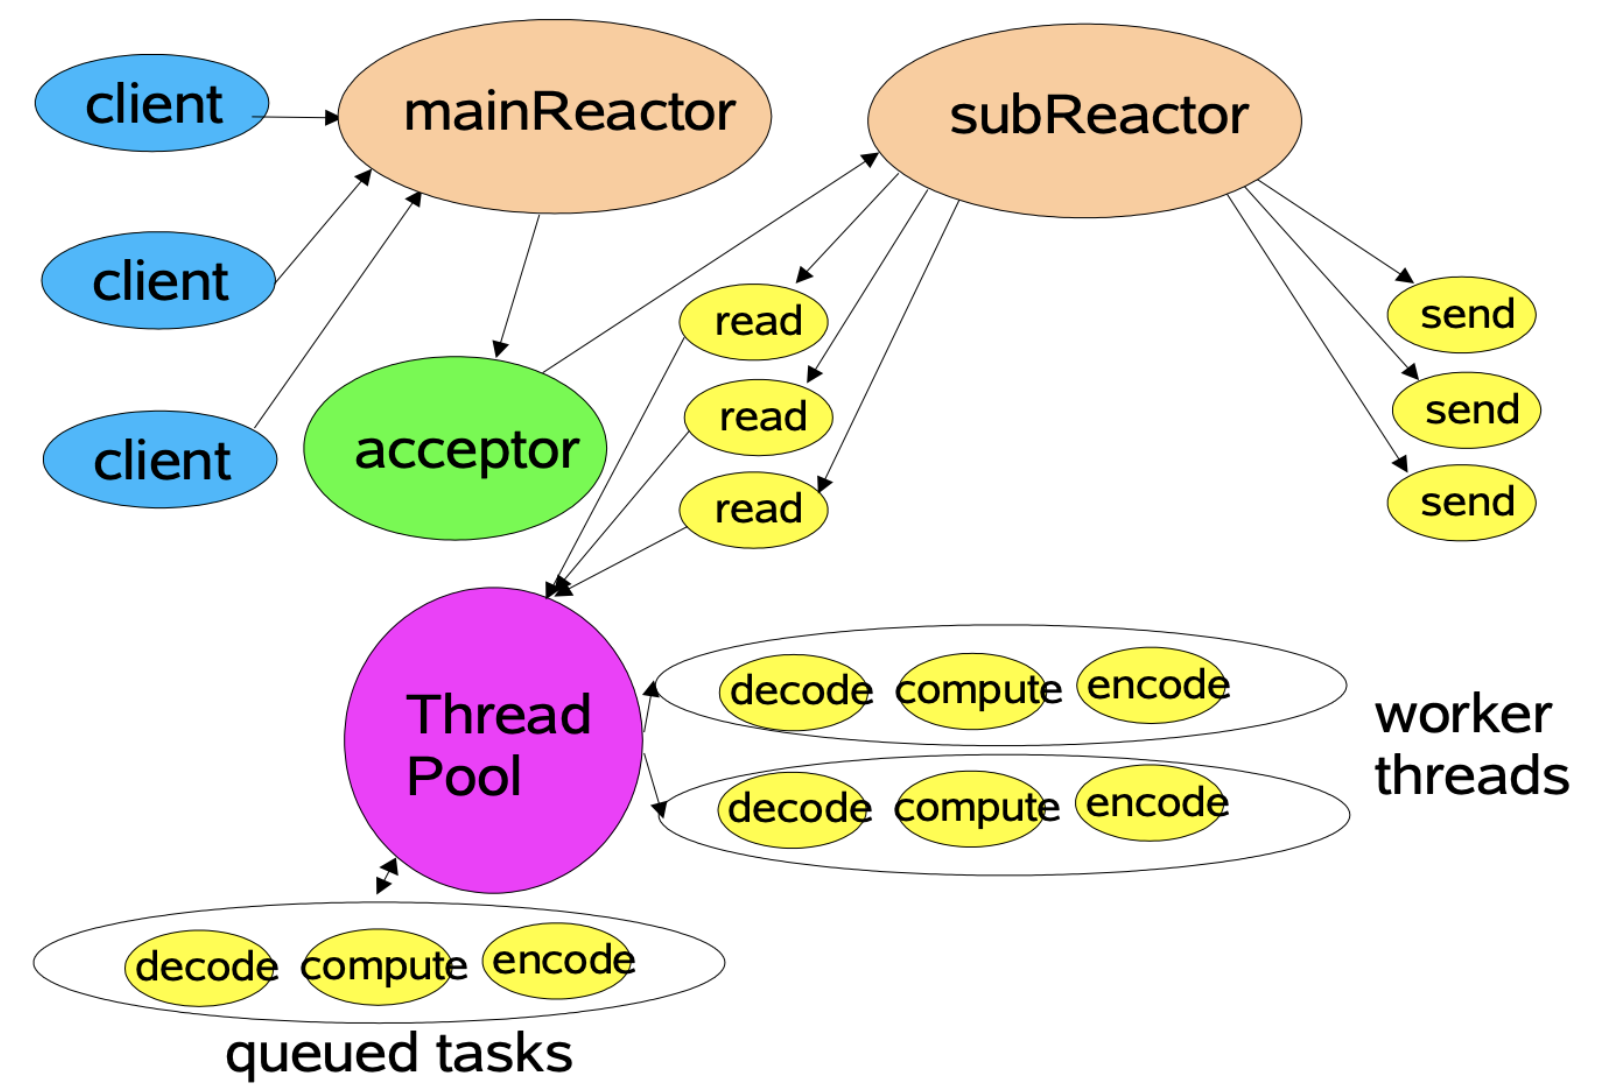 client
mainReactor
subReactor
client
read
send
read
send
client
acceptor
read
send
Thread
Pool
decode compute encode
decode compute encode
worker
threads
decode compute encode
queued tasks